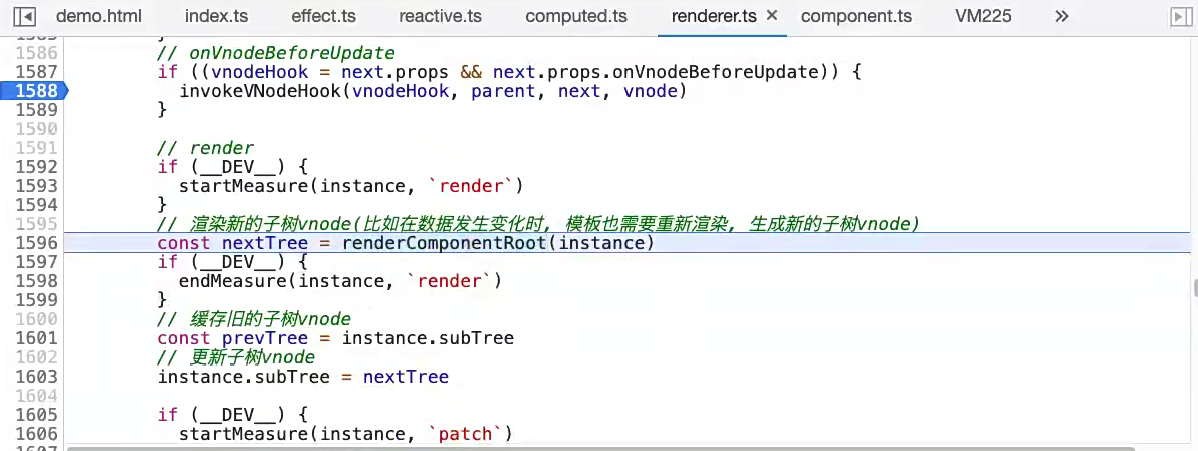 demo.html index.ts effect.ts reactive.ts computed.ts renderer.ts × component.ts VM225 »
1586 // onVnodeBeforeUpdate
1587 if ((vnodeHook = next.props && next.props.onVnodeBeforeUpdate)) {
1588 invokeVNodeHook(vnodeHook, parent, next, vnode)
1589 }
1590
1591 // render
1592 if (__DEV__) {
1593 startMeasure(instance, `render`)
1594 }
1595 // 渲染新的子树vnode(比如在数据发生变化时, 模板也需要重新渲染, 生成新的子树vnode)
1596 const nextTree = renderComponentRoot(instance)
1597 if (__DEV__) {
1598 endMeasure(instance, `render`)
1599 }
1600 // 缓存旧的子树vnode
1601 const prevTree = instance.subTree
1602 // 更新子树vnode
1603 instance.subTree = nextTree
1604
1605 if (__DEV__) {
1606 startMeasure(instance, `patch`)